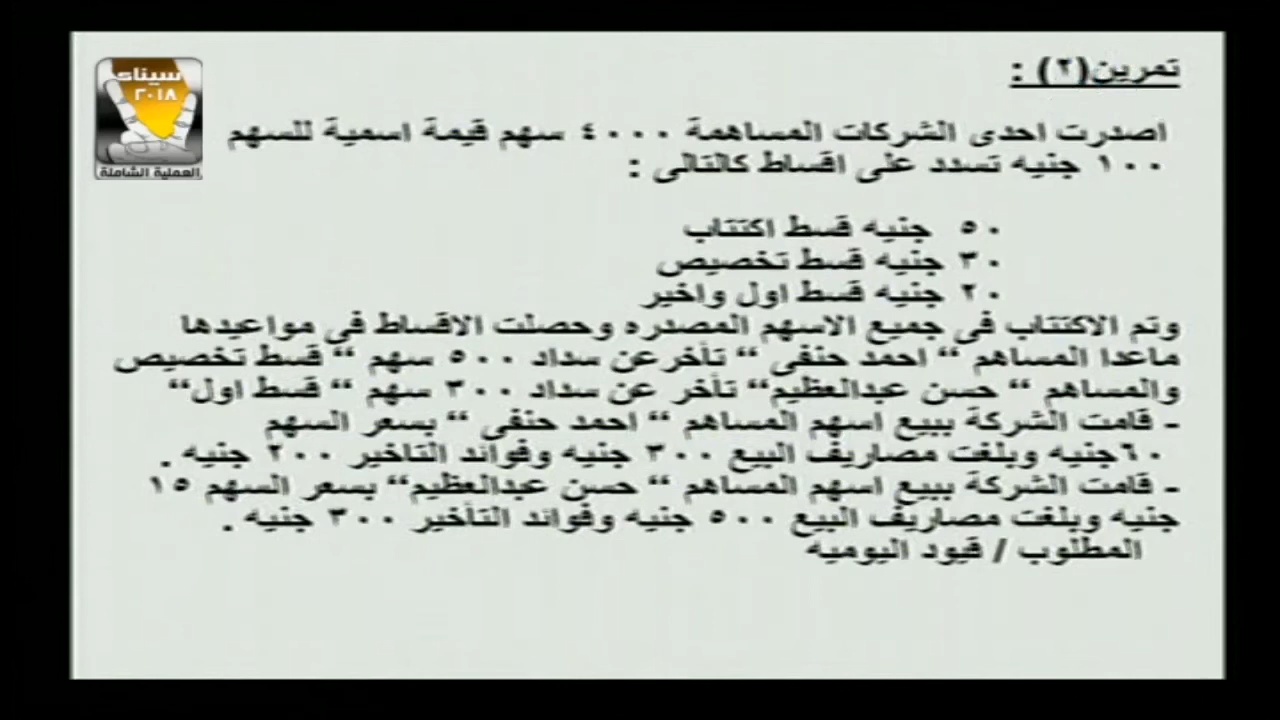 سيناء
٢٠١٨
العملية الشاملة
تمرين(٢) :
اصدرت احدى الشركات المساهمة ٤٠٠٠ سهم قيمة اسمية للسهم
١٠٠ جنيه تسدد على اقساط كالتالى :
٥٠ جنيه قسط اكتتاب
٣٠ جنيه قسط تخصيص
٢٠ جنيه قسط اول واخير
وتم الاكتتاب فى جميع الاسهم المصدره وحصلت الاقساط فى مواعيدها
ماعدا المساهم “ احمد حنفى “ تأخرعن سداد ٥٠٠ سهم “ قسط تخصيص
والمساهم “ حسن عبدالعظيم“ تأخر عن سداد ٣٠٠ سهم “ قسط اول“
- قامت الشركة ببيع اسهم المساهم “ احمد حنفى “ بسعر السهم
٦٠جنيه وبلغت مصاريف البيع ٣٠٠ جنيه وفوائد التاخير ٢٠٠ جنيه .
- قامت الشركة ببيع اسهم المساهم “ حسن عبدالعظيم“ بسعر السهم ١٥
جنيه وبلغت مصاريف البيع ٥٠٠ جنيه وفوائد التأخير ٣٠٠ جنيه .
المطلوب / قيود اليوميه